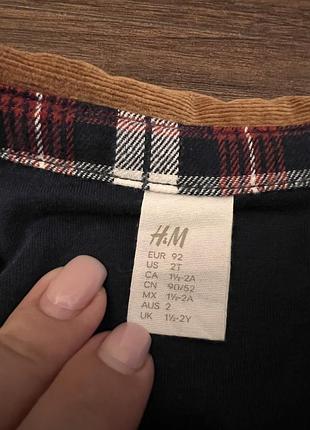 H&M
EUR 92
US 2T
CA 1½-2A
CN 90/52
MX 1½-2A
AUS 2
UK 1½-2Y